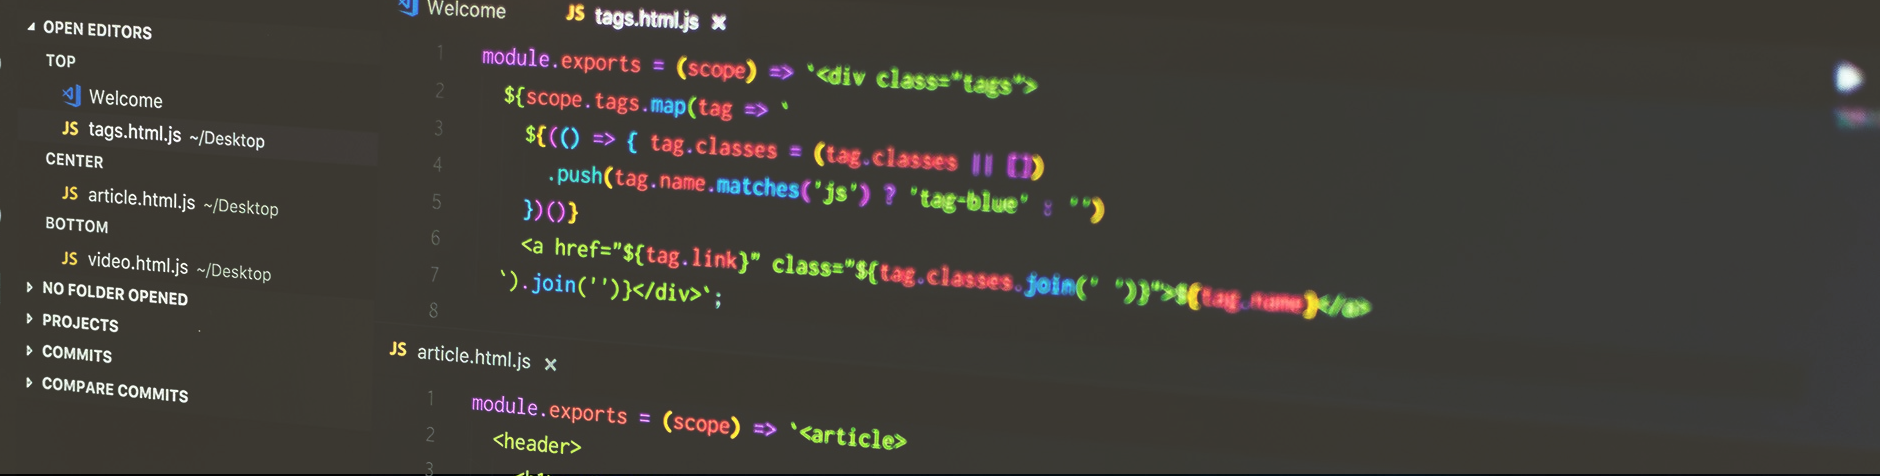 OPEN EDITORS
TOP
Welcome
JS tags.html.js ~/Desktop
CENTER
JS article.html.js ~/Desktop
BOTTOM
JS video.html.js ~/Desktop
NO FOLDER OPENED
PROJECTS
COMMITS
COMPARE COMMITS
Welcome JS tags.html.js ×
1 module.exports = (scope) => `<div class="tags">
2 ${scope.tags.map(tag => `
3 ${(() => { tag.classes = (tag.classes || [])
4 .push(tag.name.matches('js') ? 'tag-blue' : '')
5 })()}
6 <a href="${tag.link}" class="${tag.classes.join(' ')}">${tag.name}</a>
7 `).join('')}</div>`;
8
JS article.html.js ×
1 module.exports = (scope) => `<article>
2 <header>
3